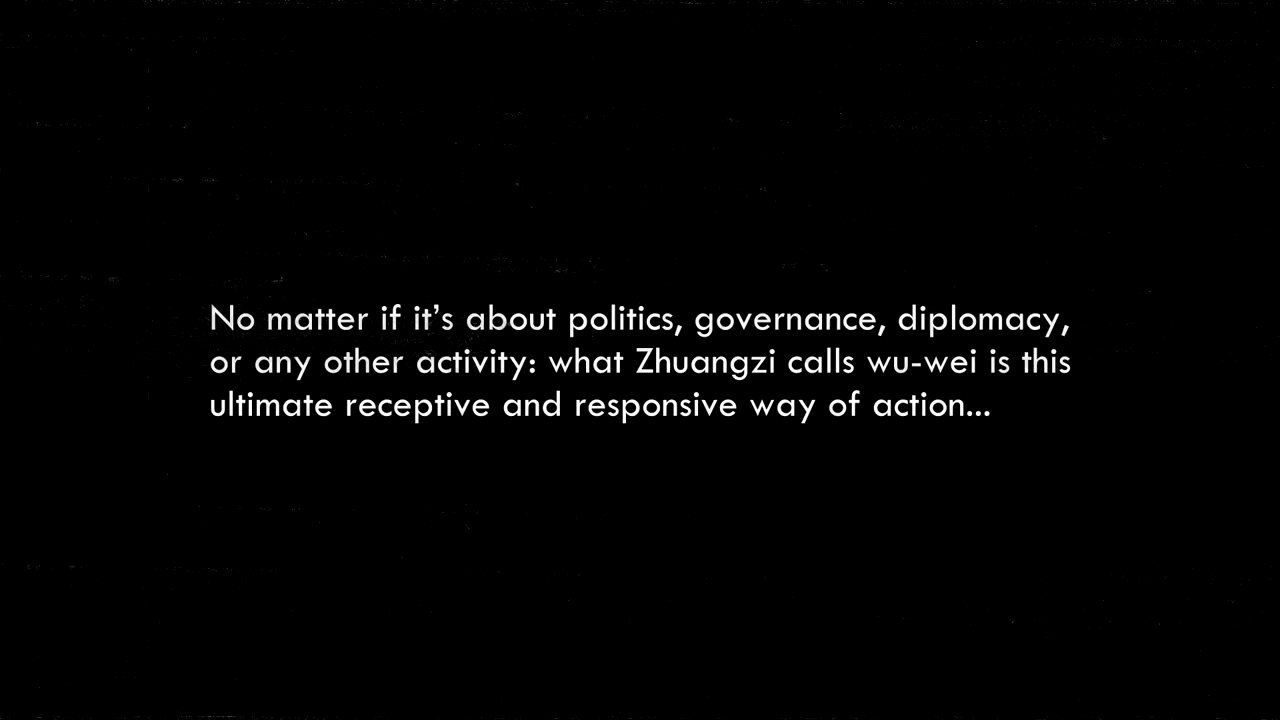 No matter if it’s about politics, governance, diplomacy,
or any other activity: what Zhuangzi calls wu-wei is this
ultimate receptive and responsive way of action...